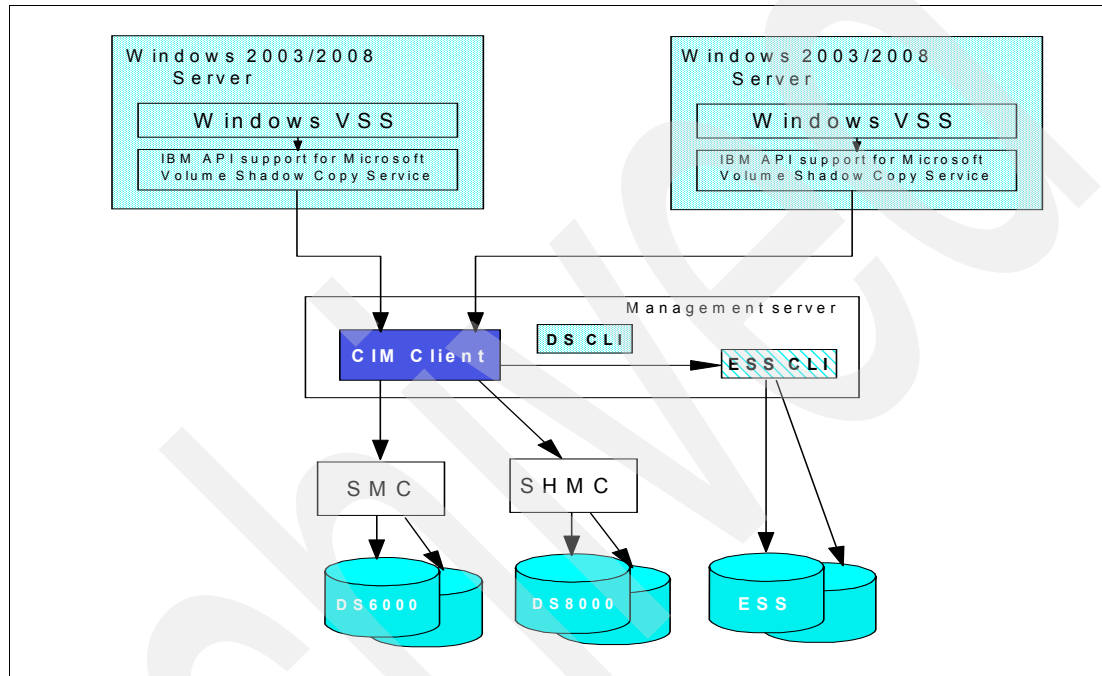 Windows 2003/2008
Server
Windows VSS
IBM API support for Microsoft
Volume Shadow Copy Service
Windows 2003/2008
Server
Windows VSS
IBM API support for Microsoft
Volume Shadow Copy Service
Management server
DS CLI
CIM Client
ESS CLI
SMC
SHMC
DS6000
DS8000
ESS